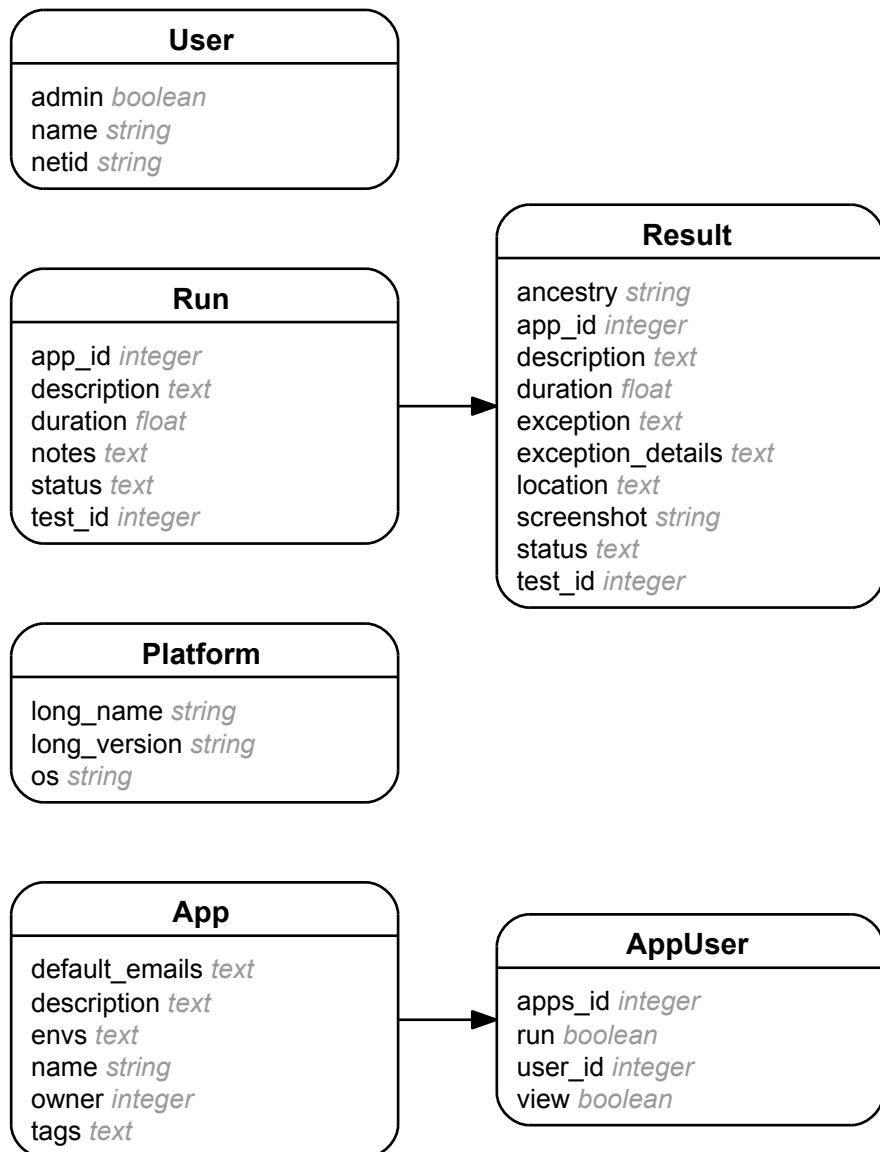 User
admin boolean
name string
netid string
Run
app_id integer
description text
duration float
notes text
status text
test_id integer
Result
ancestry string
app_id integer
description text
duration float
exception text
exception_details text
location text
screenshot string
status text
test_id integer
Platform
long_name string
long_version string
os string
App
default_emails text
description text
envs text
name string
owner integer
tags text
AppUser
apps_id integer
run boolean
user_id integer
view boolean